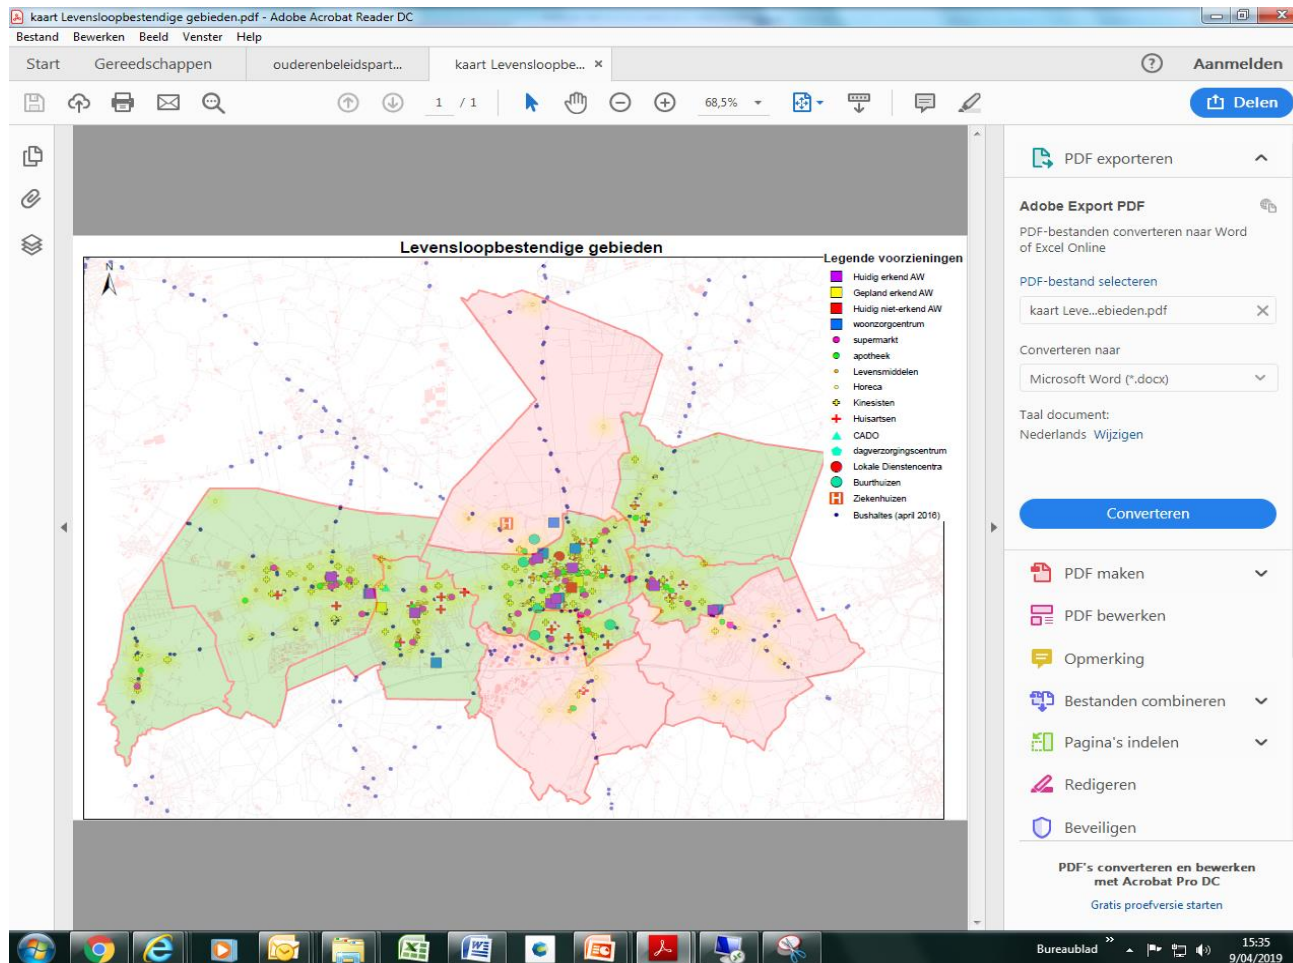 kaart Levensloopbestendige gebieden.pdf - Adobe Acrobat Reader DC
Bestand Bewerken Beeld Venster Help
Start Gereedschappen ouderenbeleidspart... kaart Levensloopbe... × Aanmelden
1 / 1 68,5% Delen
PDF exporteren
Adobe Export PDF
PDF-bestanden converteren naar Word
of Excel Online
PDF-bestand selecteren
kaart Leve...ebieden.pdf
Converteren naar
Microsoft Word (*.docx)
Taal document:
Nederlands Wijzigen
Converteren
PDF maken
PDF bewerken
Opmerking
Bestanden combineren
Pagina's indelen
Redigeren
Beveiligen
PDF's converteren en bewerken
met Acrobat Pro DC
Gratis proefversie starten
Levensloopbestendige gebieden
N
Legende voorzieningen
Huidig erkend AW
Gepland erkend AW
Huidig niet-erkend AW
woonzorgcentrum
supermarkt
apotheek
Levensmiddelen
Horeca
Kinesisten
Huisartsen
CADO
dagverzorgingscentrum
Lokale Dienstencentra
Buurthuizen
H Ziekenhuizen
Bushaltes (april 2016)
H
Bureaublad » 15:35
9/04/2019